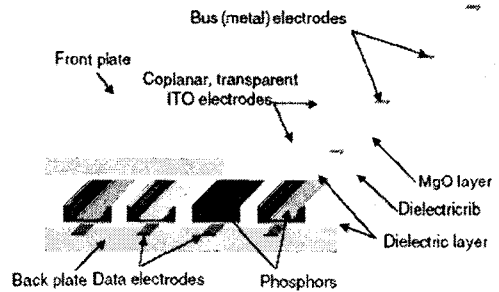 Bus (metal) electrodes
Front plate
Coplanar, transparent
ITO electrodes
MgO layer
Dielectricrib
Dielectric layer
Back plate Data electrodes
Phosphors